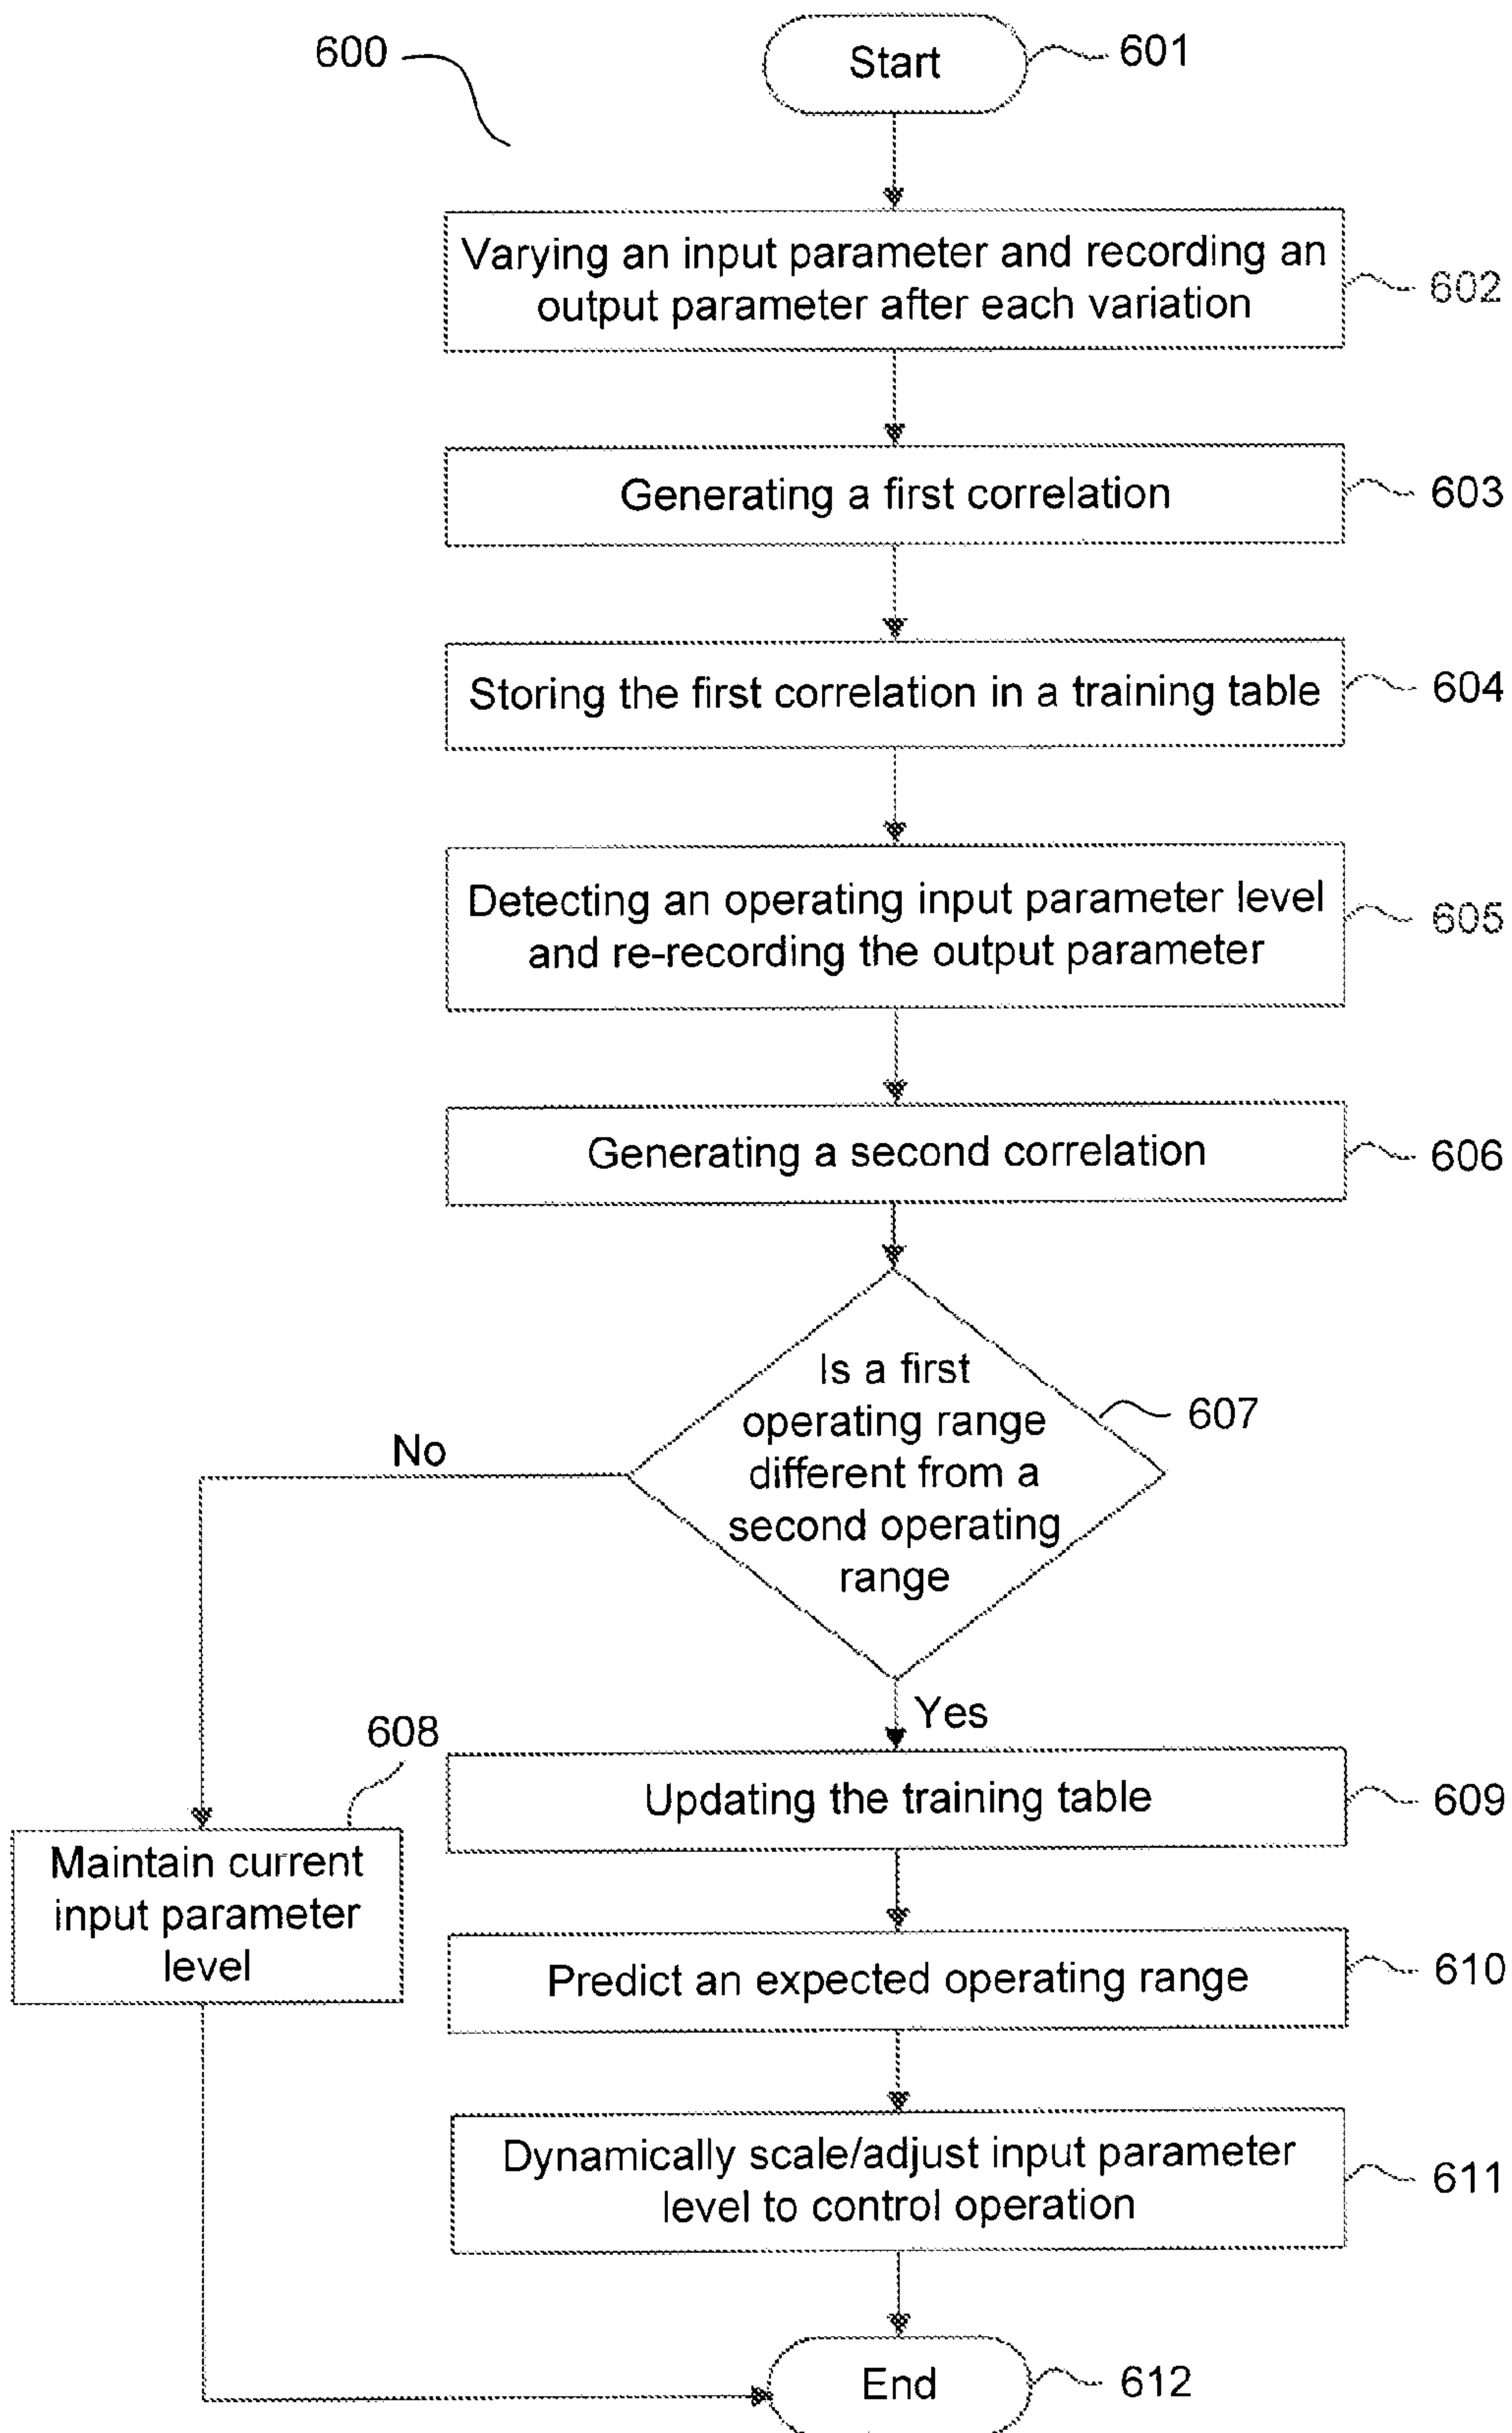 600
Start
601
Varying an input parameter and recording an
output parameter after each variation
602
Generating a first correlation
603
Storing the first correlation in a training table
604
Detecting an operating input parameter level
and re-recording the output parameter
605
Generating a second correlation
606
Is a first
operating range
different from a
second operating
range
607
No
Yes
608
Maintain current
input parameter
level
Updating the training table
609
Predict an expected operating range
610
Dynamically scale/adjust input parameter
level to control operation
611
End
612